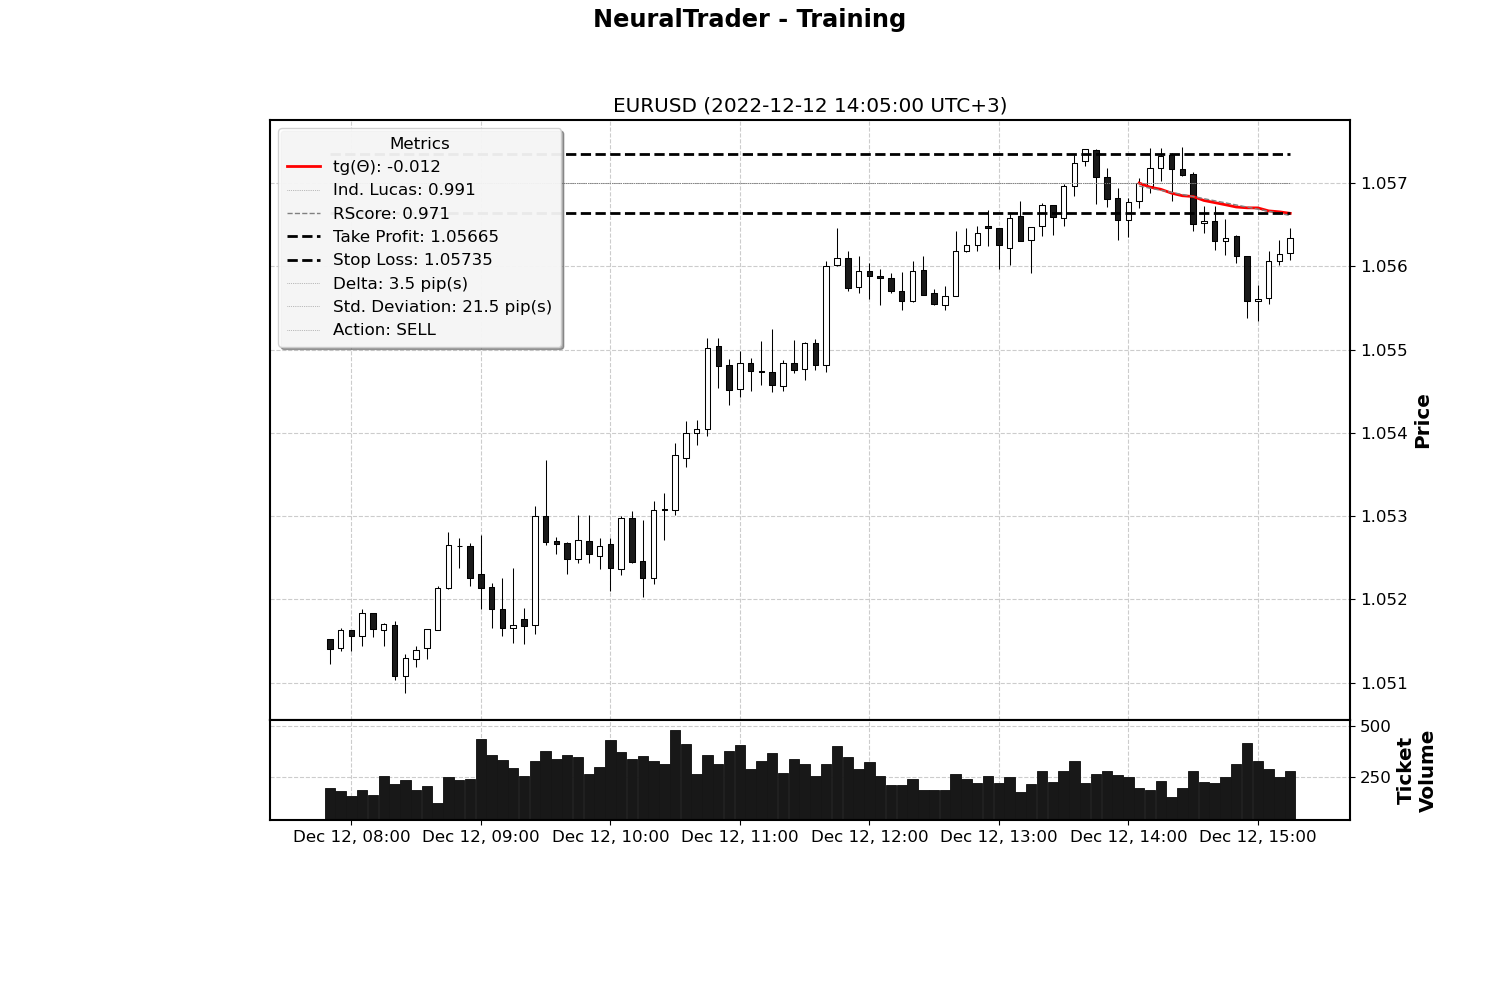 NeuralTrader - Training
EURUSD (2022-12-12 14:05:00 UTC+3)
Metrics
tg(Θ): -0.012
Ind. Lucas: 0.991
RScore: 0.971
Take Profit: 1.05665
Stop Loss: 1.05735
Delta: 3.5 pip(s)
Std. Deviation: 21.5 pip(s)
Action: SELL
1.057
1.056
1.055
1.054
1.053
1.052
1.051
Price
500
250
Ticket
Volume
Dec 12, 08:00 Dec 12, 09:00 Dec 12, 10:00 Dec 12, 11:00 Dec 12, 12:00 Dec 12, 13:00 Dec 12, 14:00 Dec 12, 15:00